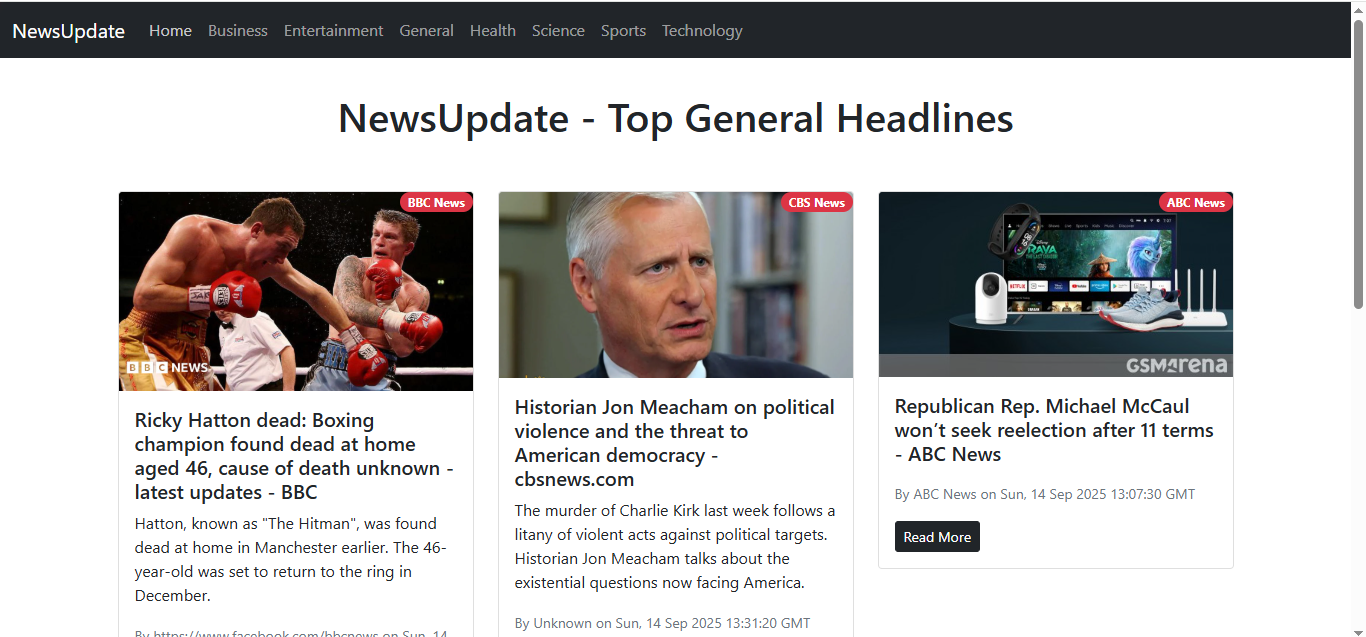 NewsUpdate Home Business Entertainment General Health Science Sports Technology
NewsUpdate - Top General Headlines
BBC News
BBC NEWS
Ricky Hatton dead: Boxing
champion found dead at home
aged 46, cause of death unknown -
latest updates - BBC
Hatton, known as "The Hitman", was found
dead at home in Manchester earlier. The 46-
year-old was set to return to the ring in
December.
By https://www.facebook.com/bbcnews on Sun, 14
CBS News
Historian Jon Meacham on political
violence and the threat to
American democracy -
cbsnews.com
The murder of Charlie Kirk last week follows a
litany of violent acts against political targets.
Historian Jon Meacham talks about the
existential questions now facing America.
By Unknown on Sun, 14 Sep 2025 13:31:20 GMT
ABC News
RAYA
NETFLIX
GSMArena
Republican Rep. Michael McCaul
won’t seek reelection after 11 terms
- ABC News
By ABC News on Sun, 14 Sep 2025 13:07:30 GMT
Read More